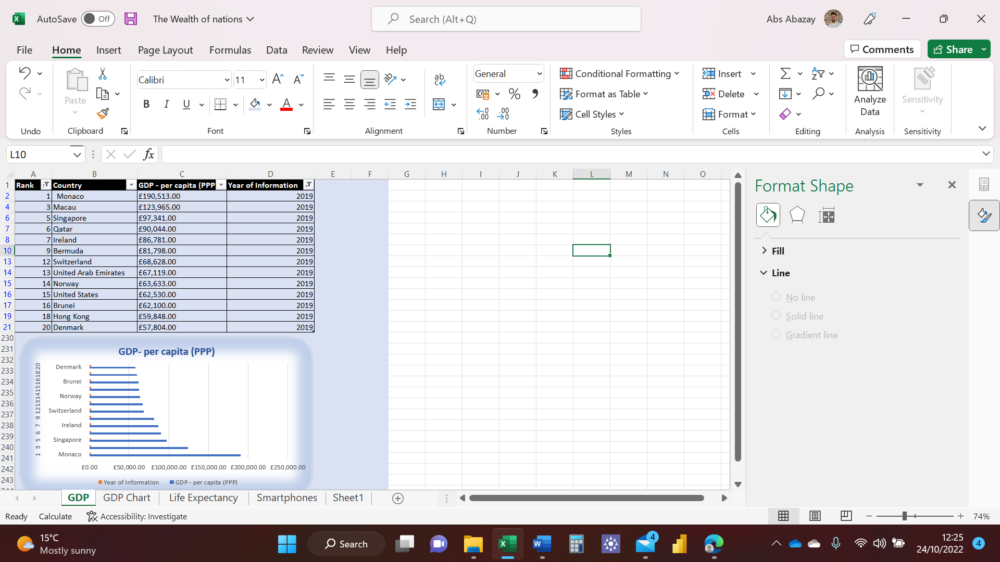 AutoSave Off The Wealth of nations Search (Alt+Q) Abs Abazay
File Home Insert Page Layout Formulas Data Review View Help Comments Share
Paste Calibri 11 General Conditional Formatting Insert
B I U Format as Table Delete Analyze Data Sensitivity
Cell Styles Format
Undo Clipboard Font Alignment Number Styles Cells Editing Analysis Sensitivity
L10 fx
A B C D E F G H I J K L M N O
1 Rank Country GDP - per capita (PPP Year of Information
2 1 Monaco £190,513.00 2019
4 3 Macau £123,965.00 2019
6 5 Singapore £97,341.00 2019
7 6 Qatar £90,044.00 2019
8 7 Ireland £86,781.00 2019
10 9 Bermuda £81,798.00 2019
13 12 Switzerland £68,628.00 2019
14 13 United Arab Emirates £67,119.00 2019
15 14 Norway £63,633.00 2019
16 15 United States £62,530.00 2019
17 16 Brunei £62,100.00 2019
19 18 Hong Kong £59,848.00 2019
21 20 Denmark £57,804.00 2019
230
231 GDP- per capita (PPP)
232
233 20 Denmark
18
234 16 Brunei
15
235 14 Norway
13
236 12 Switzerland
237 9
238 7 Ireland
6
239 5 Singapore
240 3
241 1 Monaco
242 £0.00 £50,000.00 £100,000.00 £150,000.00 £200,000.00 £250,000.00
243 Year of Information GDP - per capita (PPP)
Format Shape
Fill
Line
No line
Solid line
Gradient line
GDP GDP Chart Life Expectancy Smartphones Sheet1
Ready Calculate Accessibility: Investigate 74%
15°C
Mostly sunny
Search
4
12:25
24/10/2022
4